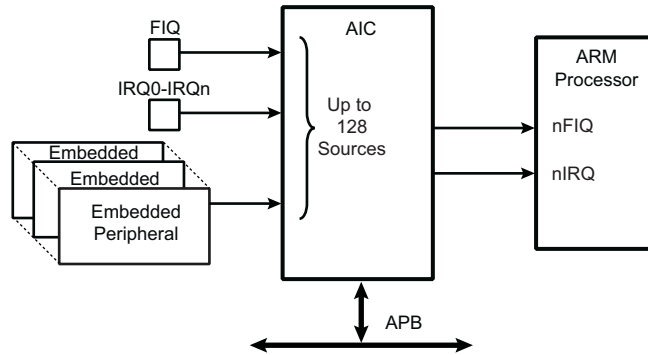 FIQ
IRQ0-IRQn
Embedded
Embedded
Embedded
Peripheral
AIC
Up to
128
Sources
ARM
Processor
nFIQ
nIRQ
APB